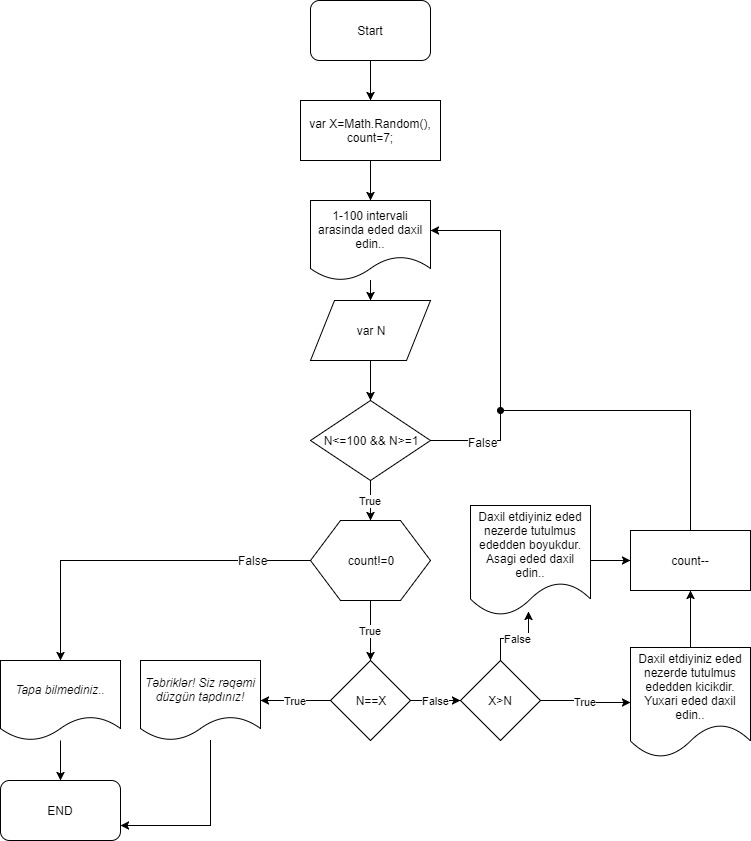 Start
var X=Math.Random(),
count=7;
1-100 intervali
arasinda eded daxil
edin..
var N
N<=100 && N>=1
False
True
Daxil etdiyiniz eded
nezerde tutulmus
ededden boyukdur.
Asagi eded daxil
edin..
count--
count!=0
False
True
False
Tapa bilmediniz..
Təbriklər! Siz rəqəmi
düzgün tapdınız!
True
N==X
False
X>N
True
Daxil etdiyiniz eded
nezerde tutulmus
ededden kicikdir.
Yuxari eded daxil
edin..
END